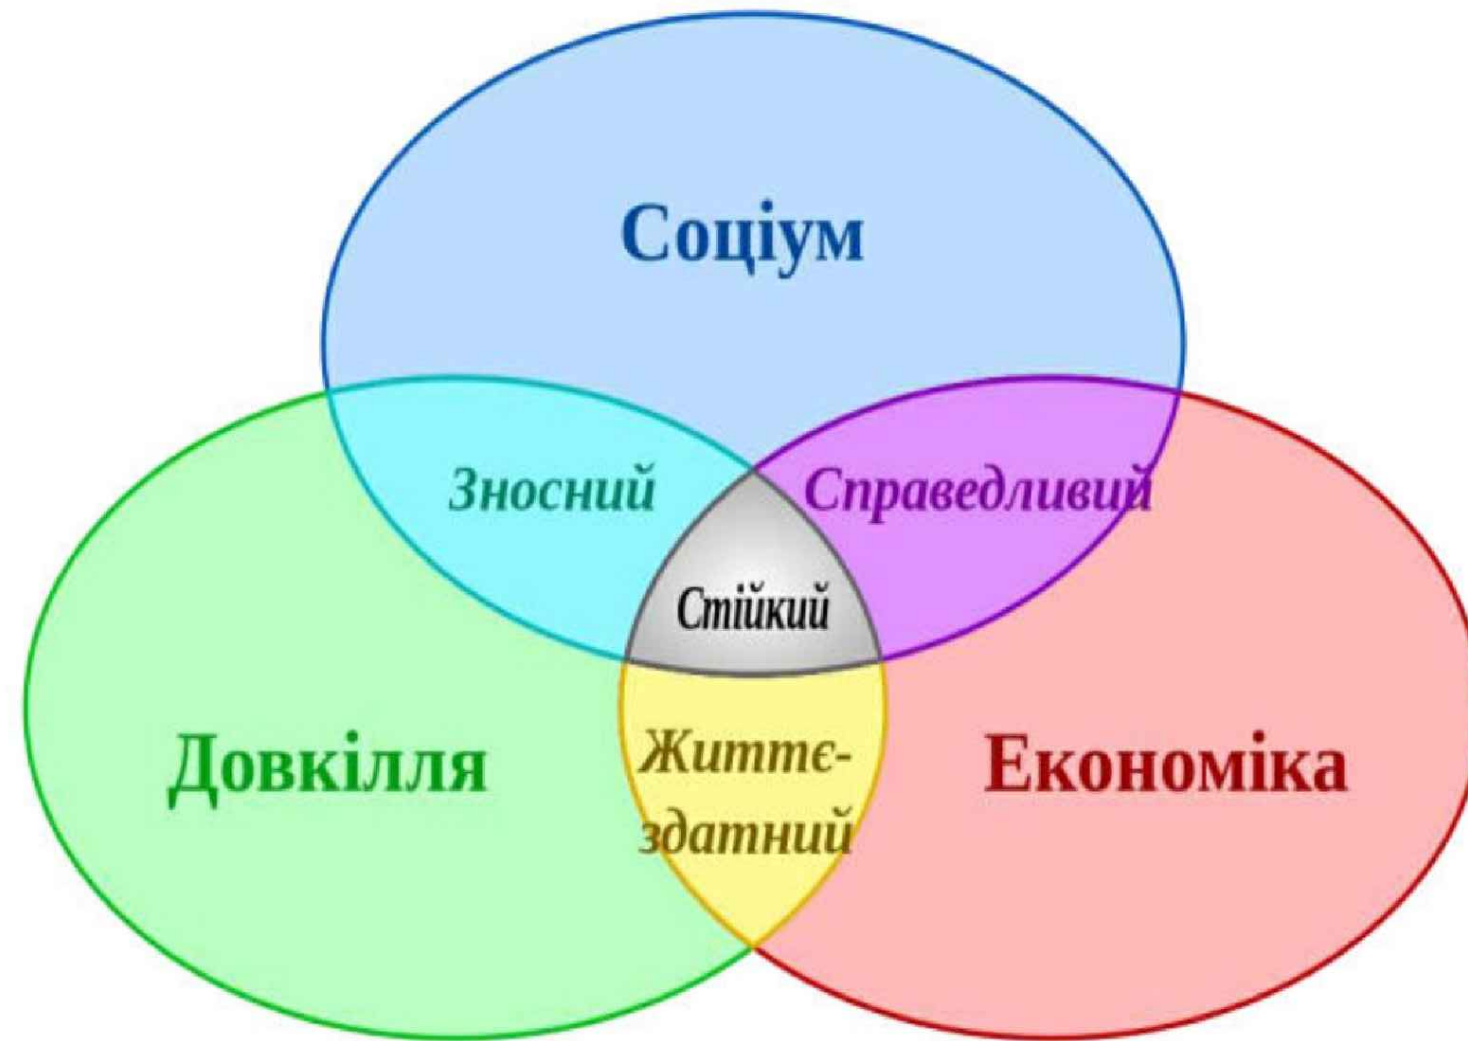 Соціум
Зносний
Справедливий
Стійкий
Довкілля
Життє-
здатний
Економіка